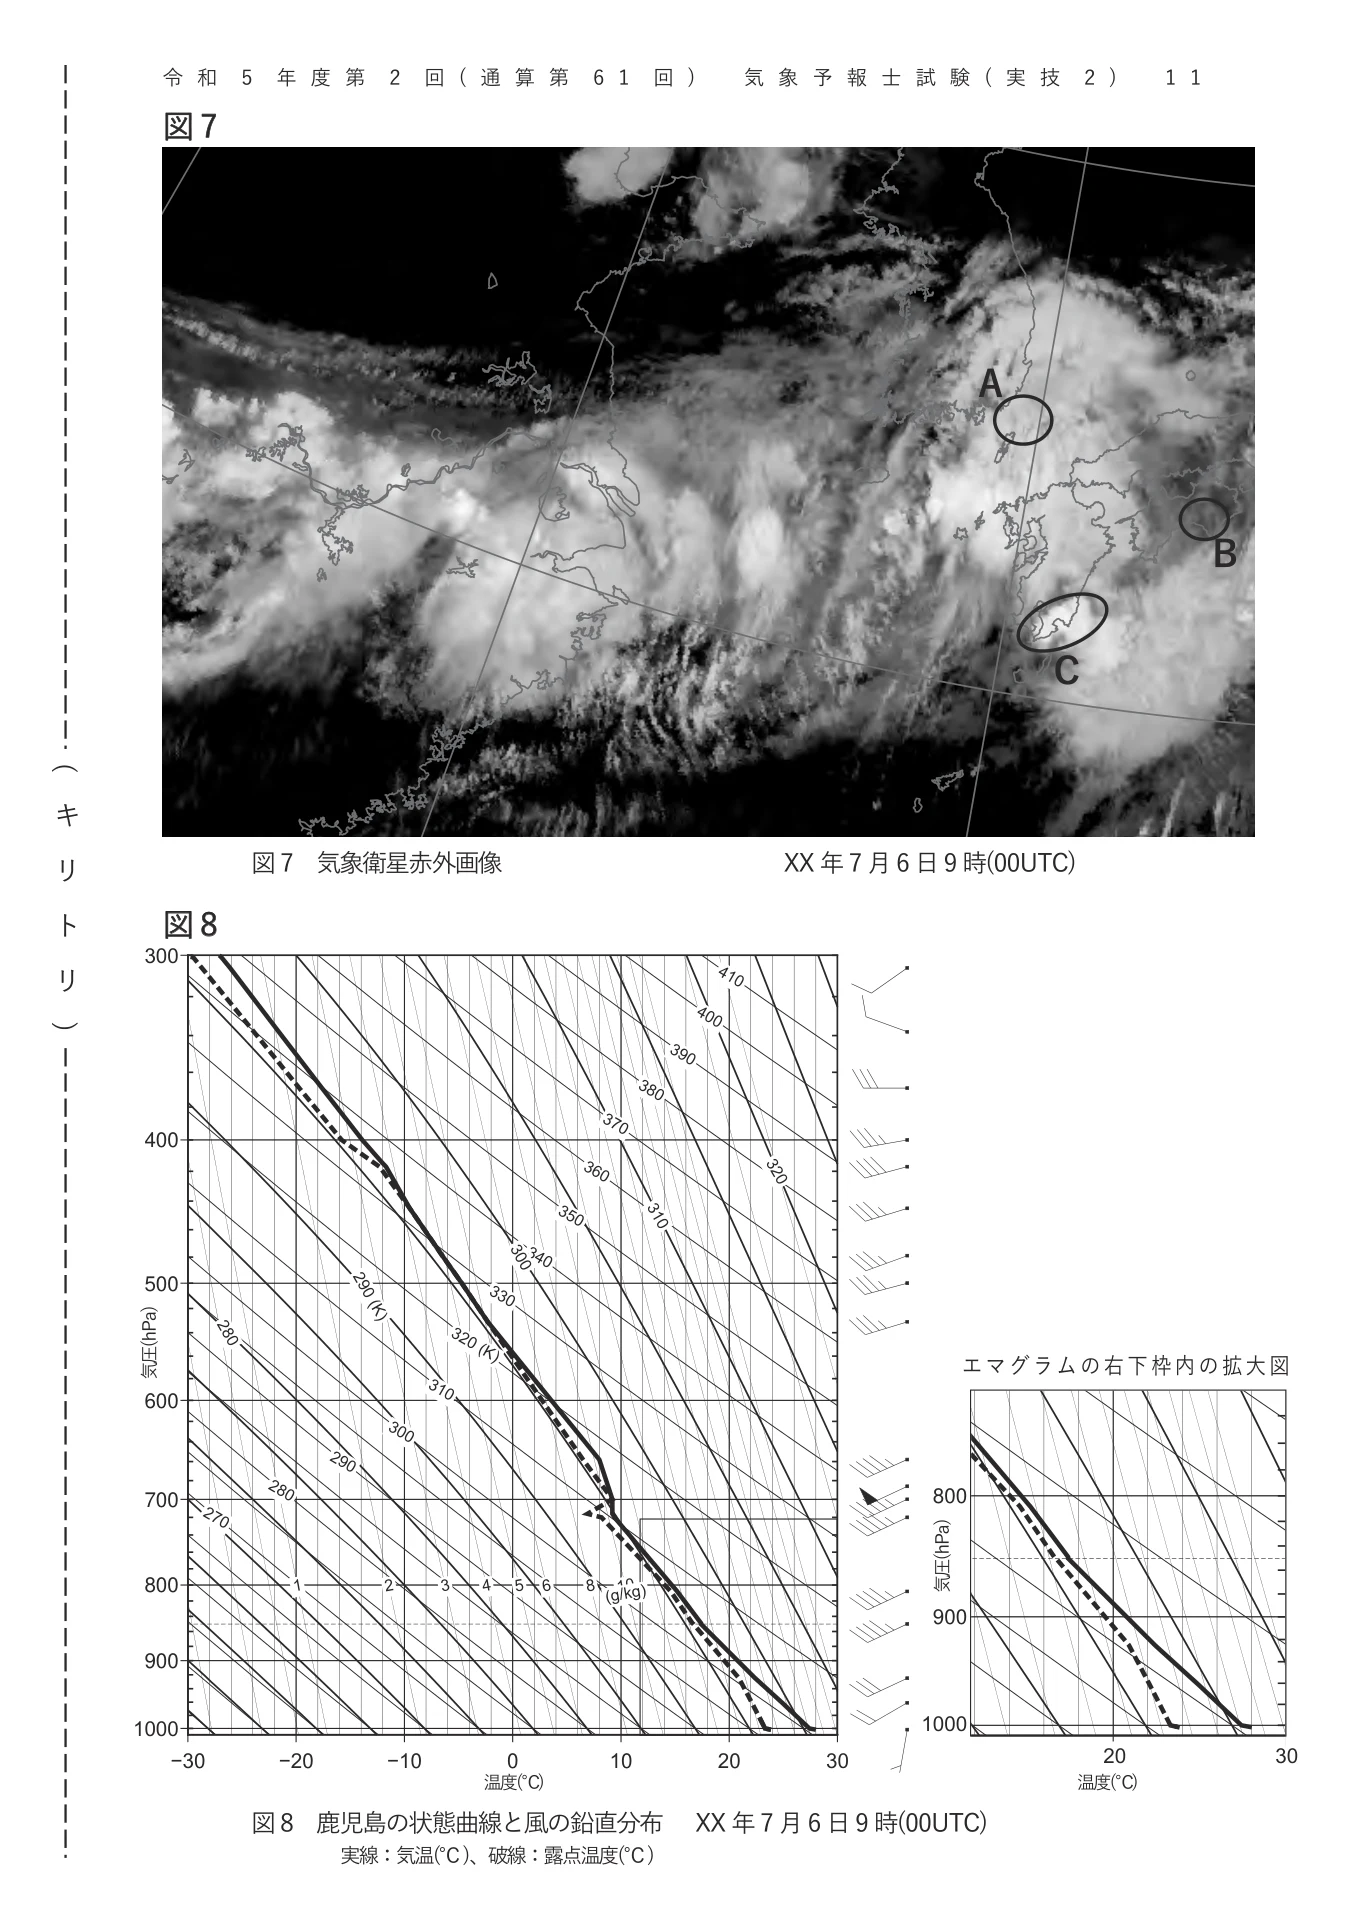 令和5年度第2回(通算第61回) 気象予報士試験(実技2) 11
(キリトリ)
図7
A
B
C
図7 気象衛星赤外画像 XX年7月6日9時(00UTC)
図8
300
400
500
600
700
800
900
1000
気圧(hPa)
410
400
390
380
370
360
350
340
330
320 (K)
310
300
290
280
270
320
310
300
290 (K)
280
1 2 3 4 5 6 8 10
(g/kg)
−30 −20 −10 0 10 20 30
温度(°C)
エマグラムの右下枠内の拡大図
800
900
1000
気圧(hPa)
20 30
温度(°C)
図8 鹿児島の状態曲線と風の鉛直分布 XX年7月6日9時(00UTC)
実線：気温(°C)、破線：露点温度(°C)